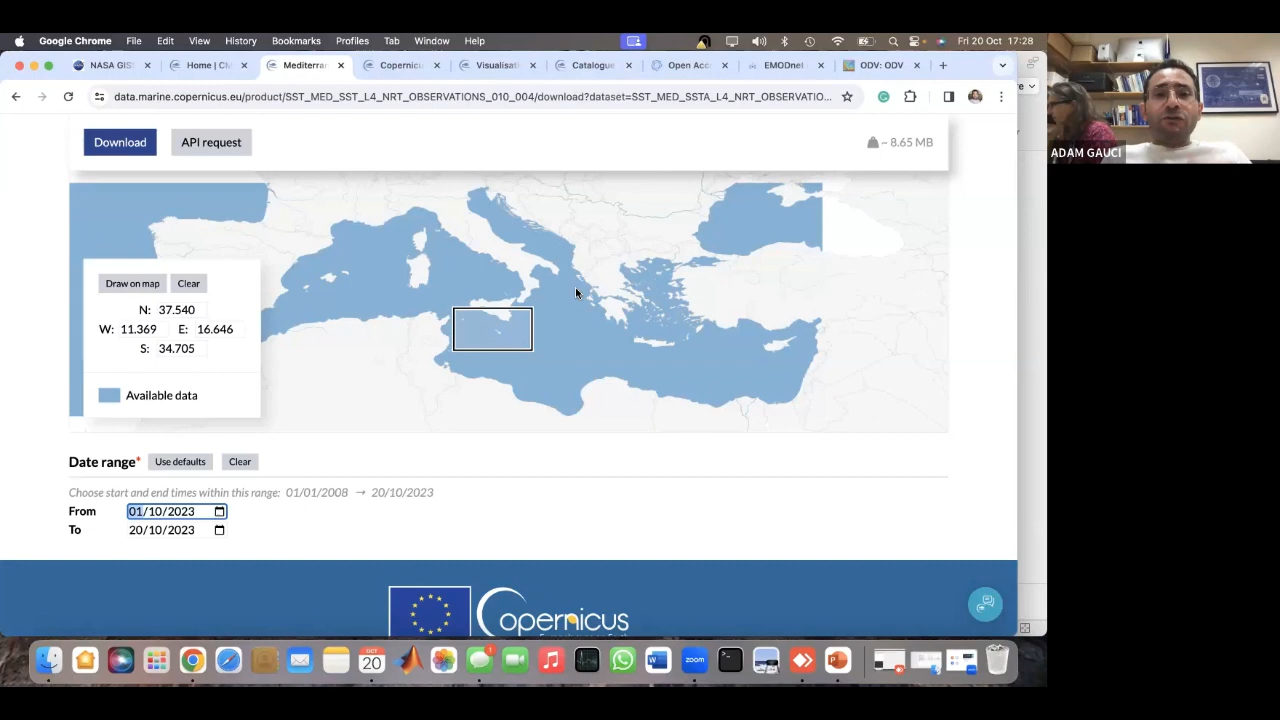 Google Chrome File Edit View History Bookmarks Profiles Tab Window Help Fri 20 Oct 17:28
NASA GIS Home | Mediterra Copernicu Visualisat Catalogue Open Acc EMODnet ODV: ODV
data.marine.copernicus.eu/product/SST_MED_SST_L4_NRT_OBSERVATIONS_010_004/download?dataset=SST_MED_SSTA_L4_NRT_OBSERVATIO...
Download API request ~ 8.65 MB
ADAM GAUCI
Draw on map Clear
N: 37.540
W: 11.369 E: 16.646
S: 34.705
Available data
Date range* Use defaults Clear
Choose start and end times within this range: 01/01/2008 → 20/10/2023
From 01/10/2023
To 20/10/2023
opernicus
OCT
20
1
W
zoom
P